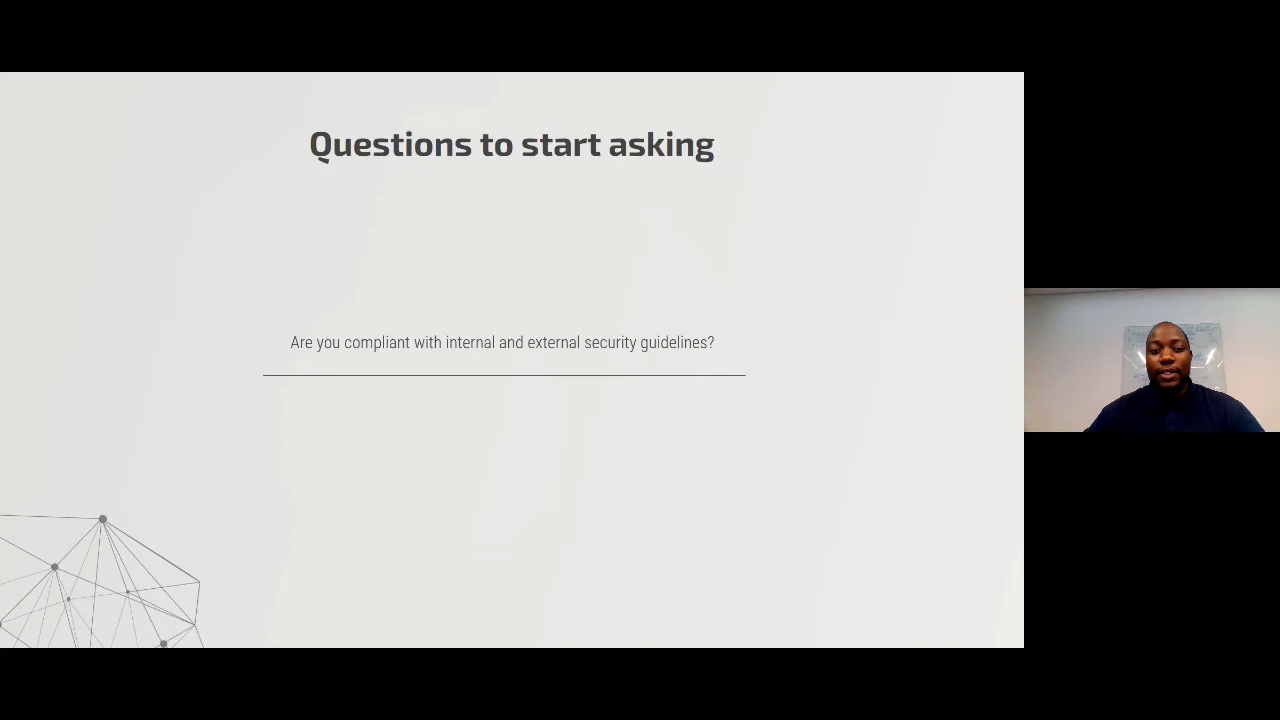 Questions to start asking
Are you compliant with internal and external security guidelines?